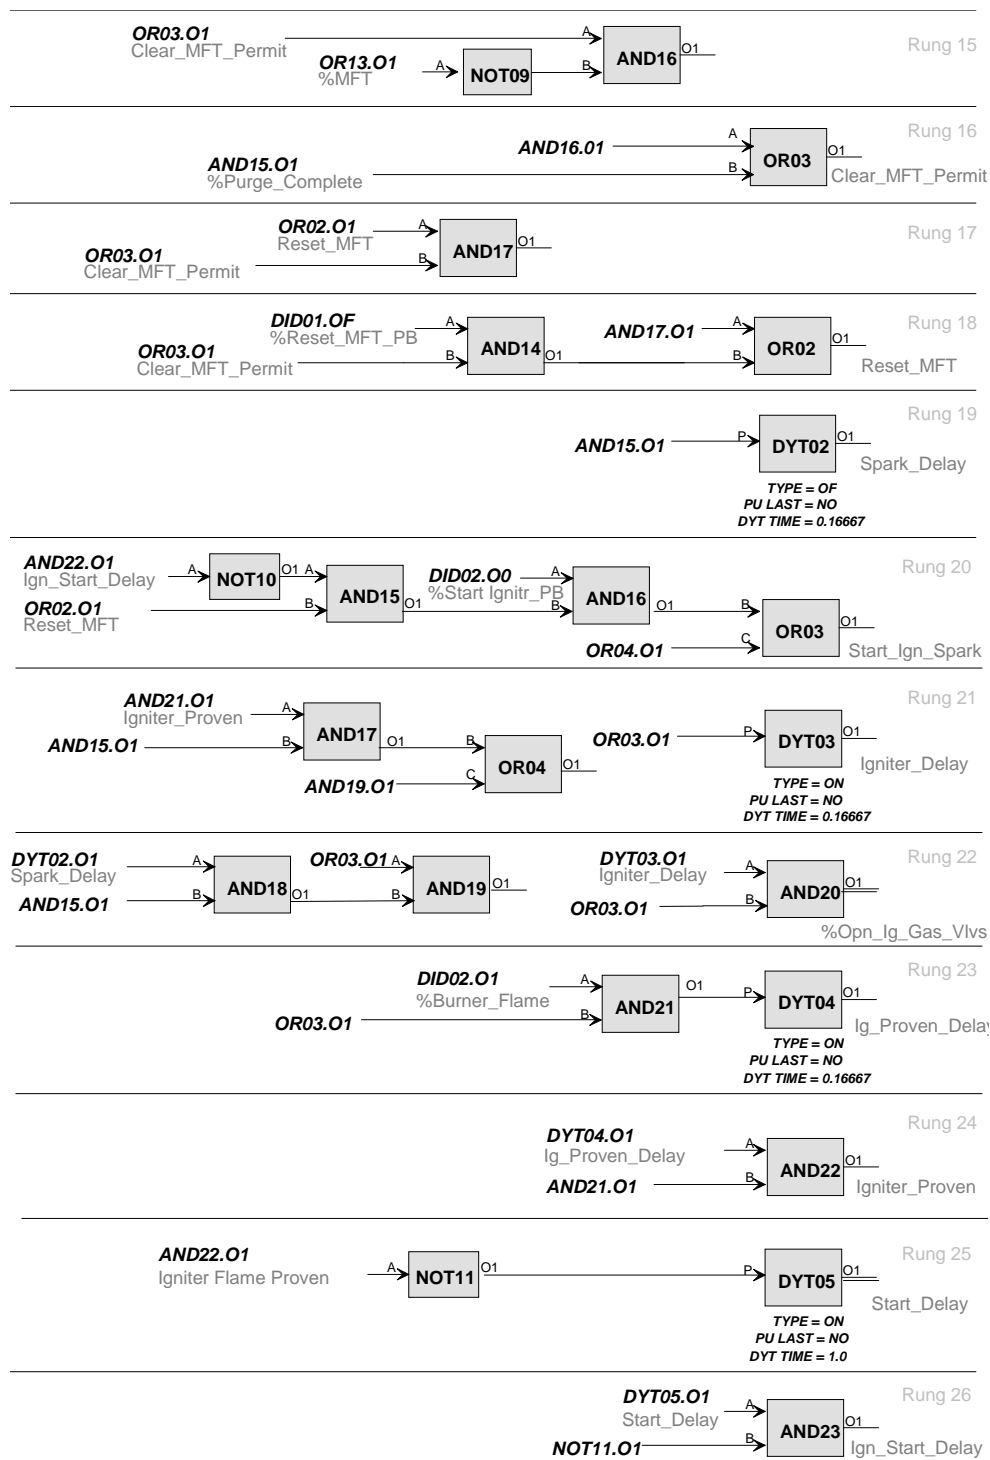 OR03.O1
Clear_MFT_Permit
A
OR13.O1
%MFT
A
NOT09
B
AND16
O1
Rung 15
AND16.01
A
AND15.O1
%Purge_Complete
B
OR03
O1
Clear_MFT_Permit
Rung 16
OR02.O1
Reset_MFT
A
OR03.O1
Clear_MFT_Permit
B
AND17
O1
Rung 17
DID01.OF
%Reset_MFT_PB
A
OR03.O1
Clear_MFT_Permit
B
AND14
O1
AND17.O1
A
B
OR02
O1
Reset_MFT
Rung 18
AND15.O1
P
DYT02
O1
Spark_Delay
TYPE = OF
PU LAST = NO
DYT TIME = 0.16667
Rung 19
AND22.O1
Ign_Start_Delay
A
NOT10
O1
A
OR02.O1
Reset_MFT
B
AND15
O1
DID02.O0
%Start Ignitr_PB
A
B
AND16
O1
B
OR04.O1
C
OR03
O1
Start_Ign_Spark
Rung 20
AND21.O1
Igniter_Proven
A
AND15.O1
B
AND17
O1
B
AND19.O1
C
OR04
O1
OR03.O1
P
DYT03
O1
Igniter_Delay
TYPE = ON
PU LAST = NO
DYT TIME = 0.16667
Rung 21
DYT02.O1
Spark_Delay
A
AND15.O1
B
AND18
O1
OR03.O1
A
B
AND19
O1
DYT03.O1
Igniter_Delay
A
OR03.O1
B
AND20
O1
%Opn_Ig_Gas_Vlvs
Rung 22
DID02.O1
%Burner_Flame
A
OR03.O1
B
AND21
O1
P
DYT04
O1
Ig_Proven_Delay
TYPE = ON
PU LAST = NO
DYT TIME = 0.16667
Rung 23
DYT04.O1
Ig_Proven_Delay
A
AND21.O1
B
AND22
O1
Igniter_Proven
Rung 24
AND22.O1
Igniter Flame Proven
A
NOT11
O1
P
DYT05
O1
Start_Delay
TYPE = ON
PU LAST = NO
DYT TIME = 1.0
Rung 25
DYT05.O1
Start_Delay
A
NOT11.O1
B
AND23
O1
Ign_Start_Delay
Rung 26